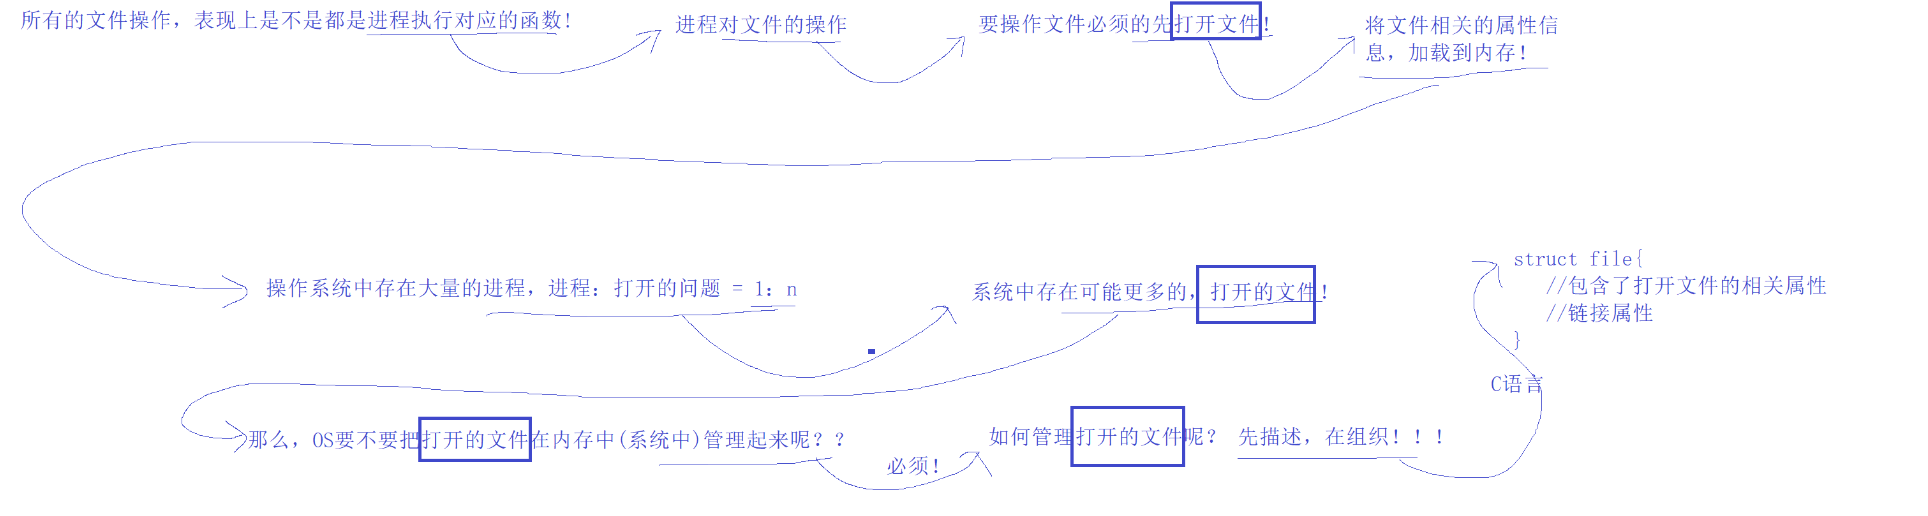 所有的文件操作，表现上是不是都是进程执行对应的函数!
进程对文件的操作
要操作文件必须的先打开文件!
将文件相关的属性信
息，加载到内存!
操作系统中存在大量的进程，进程：打开的问题 = 1：n
系统中存在可能更多的，打开的文件!
struct file{
//包含了打开文件的相关属性
//链接属性
}
C语言
那么，OS要不要把打开的文件在内存中(系统中)管理起来呢？？
必须!
如何管理打开的文件呢？ 先描述，在组织！！！